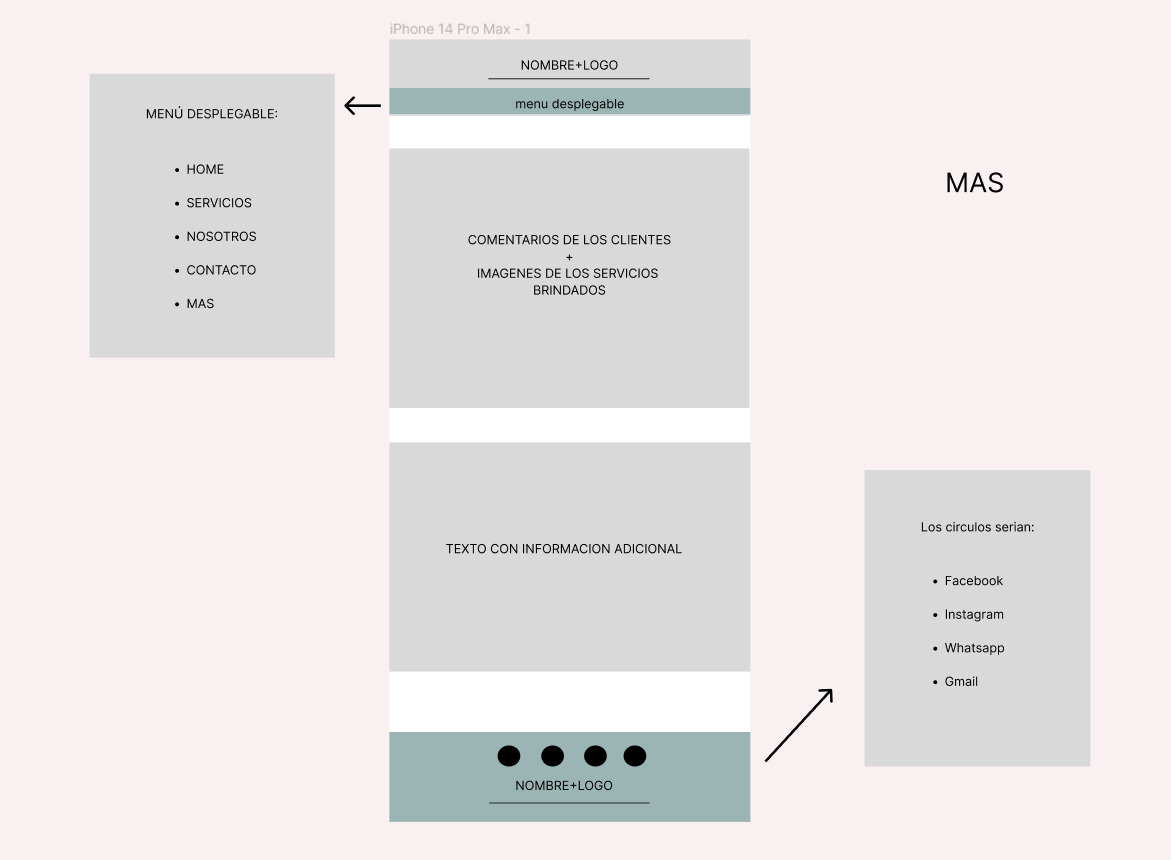 iPhone 14 Pro Max - 1
NOMBRE+LOGO
menu desplegable
MENÚ DESPLEGABLE:
• HOME
• SERVICIOS
• NOSOTROS
• CONTACTO
• MAS
MAS
COMENTARIOS DE LOS CLIENTES
+
IMAGENES DE LOS SERVICIOS
BRINDADOS
TEXTO CON INFORMACION ADICIONAL
Los circulos serian:
• Facebook
• Instagram
• Whatsapp
• Gmail
NOMBRE+LOGO